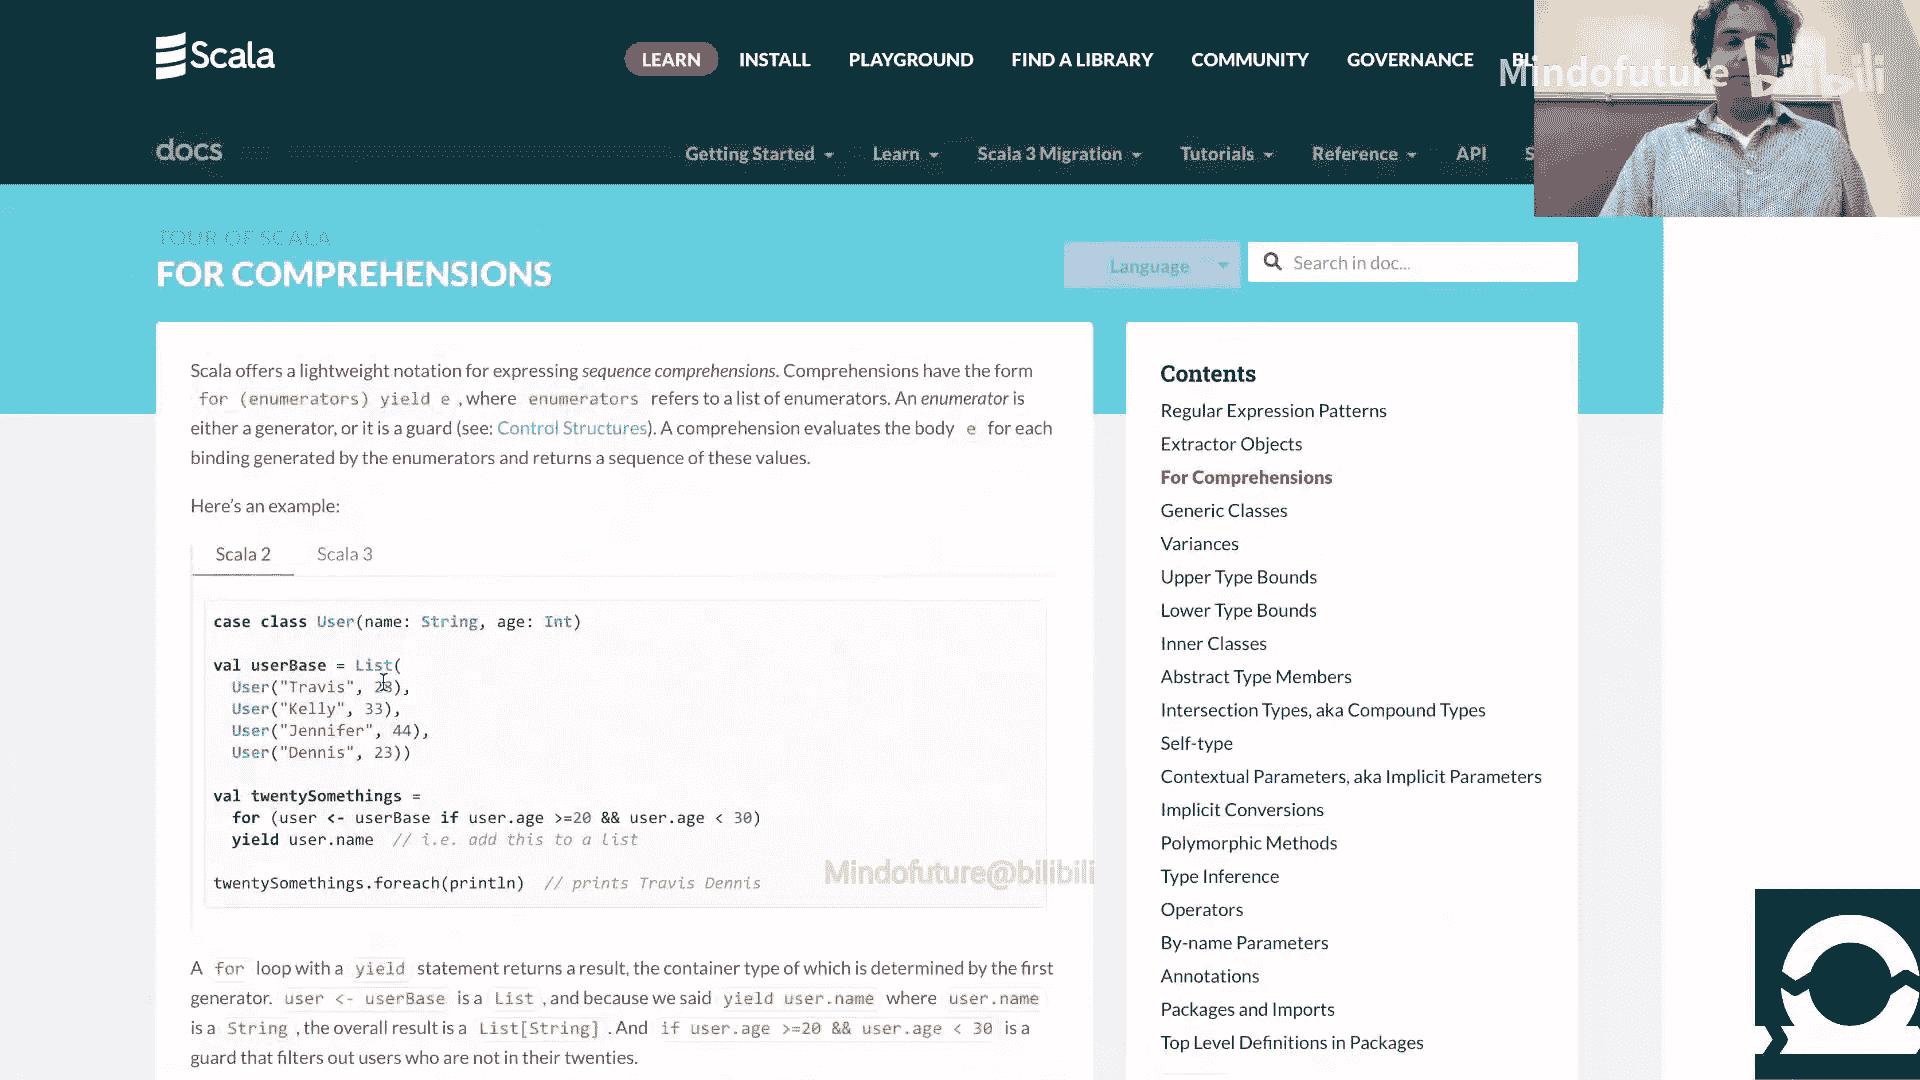 Scala
LEARN INSTALL PLAYGROUND FIND A LIBRARY COMMUNITY GOVERNANCE BL
Mindofuture bilibili
docs
Getting Started Learn Scala 3 Migration Tutorials Reference API S
TOUR OF SCALA
FOR COMPREHENSIONS
Language
Search in doc...
Scala offers a lightweight notation for expressing sequence comprehensions. Comprehensions have the form
for (enumerators) yield e , where enumerators refers to a list of enumerators. An enumerator is
either a generator, or it is a guard (see: Control Structures). A comprehension evaluates the body e for each
binding generated by the enumerators and returns a sequence of these values.
Here's an example:
Scala 2 Scala 3
case class User(name: String, age: Int)
val userBase = List(
User("Travis", 28),
User("Kelly", 33),
User("Jennifer", 44),
User("Dennis", 23))
val twentySomethings =
for (user <- userBase if user.age >=20 && user.age < 30)
yield user.name // i.e. add this to a list
twentySomethings.foreach(println) // prints Travis Dennis
Mindofuture@bilibili
A for loop with a yield statement returns a result, the container type of which is determined by the first
generator. user <- userBase is a List , and because we said yield user.name where user.name
is a String , the overall result is a List[String] . And if user.age >=20 && user.age < 30 is a
guard that filters out users who are not in their twenties.
Contents
Regular Expression Patterns
Extractor Objects
For Comprehensions
Generic Classes
Variances
Upper Type Bounds
Lower Type Bounds
Inner Classes
Abstract Type Members
Intersection Types, aka Compound Types
Self-type
Contextual Parameters, aka Implicit Parameters
Implicit Conversions
Polymorphic Methods
Type Inference
Operators
By-name Parameters
Annotations
Packages and Imports
Top Level Definitions in Packages